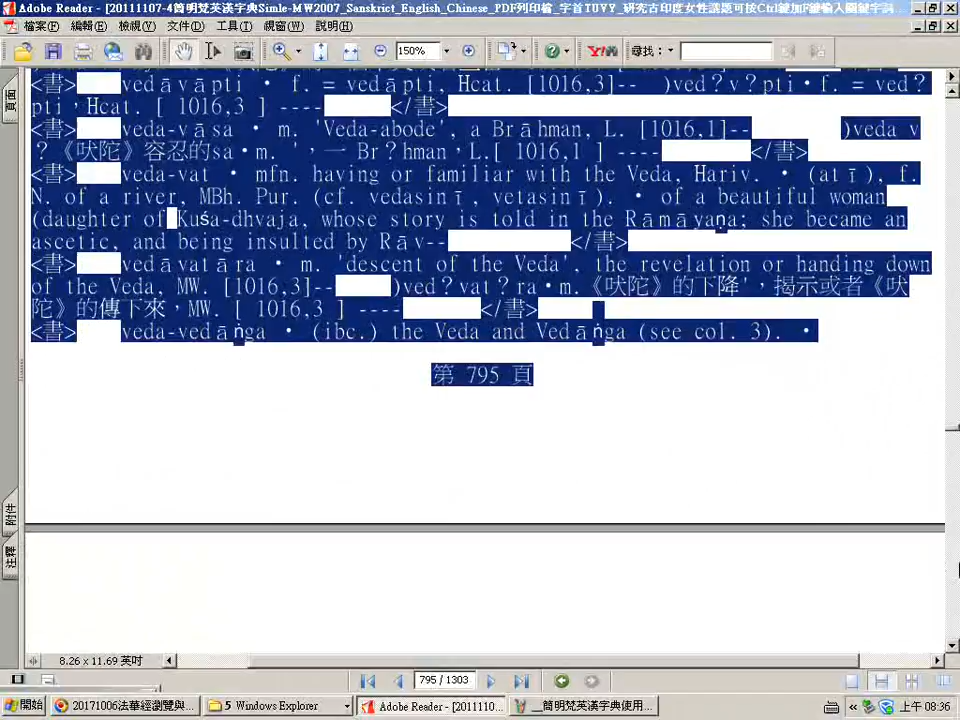 Adobe Reader - [20111107-4簡明梵英漢字典Simle-MW2007_Sanskrict_English_Chinese_PDF列印檔_字首TUVY_研究古印度女性議題可按Ctrl鍵加F鍵輸入關鍵字詞...
檔案(F) 編輯(E) 檢視(V) 文件(D) 工具(T) 視窗(W) 說明(H)
150% Y! 尋找：
頁面
<書> vedāvāpti f. = vedāpti, Hcat. [1016,3]-- )ved？v？pti·f. = ved？
pti，Hcat. [ 1016,3 ] ---- </書>
<書> veda-vāsa · m. 'Veda-abode', a Brāhman, L. [1016,1]-- )veda v
？《吠陀》容忍的sa·m. '，一 Br？hman，L.[ 1016,1 ] ---- </書>
<書> veda-vat · mfn. having or familiar with the Veda, Hariv. · (atī), f.
N. of a river, MBh. Pur. (cf. vedasinī, vetasinī). · of a beautiful woman
(daughter of Kuśa-dhvaja, whose story is told in the Rāmāyaṇa; she became an
ascetic, and being insulted by Rāv-- </書>
<書> vedāvatāra · m. 'descent of the Veda', the revelation or handing down
of the Veda, MW. [1016,3]-- )ved？vat？ra·m.《吠陀》的下降'，揭示或者《吠
陀》的傳下來，MW. [ 1016,3 ] ---- </書>
<書> veda-vedāṅga · (ibc.) the Veda and Vedāṅga (see col. 3). ·
第 795 頁
附件
注釋
8.26 x 11.69 英吋
795 / 1303
開始 20171006法華經瀏覽與... 5 Windows Explorer Adobe Reader - [2011110... __簡明梵英漢字典使用... 上午 08:36